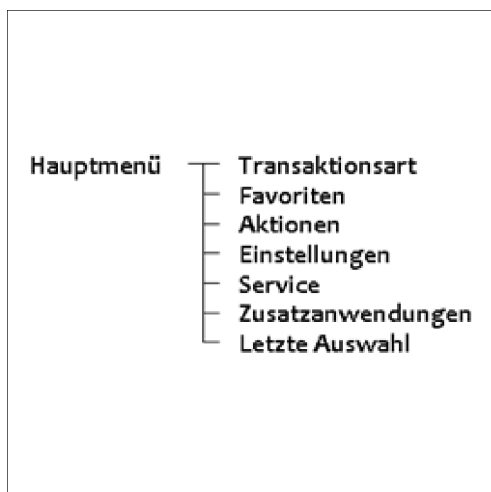 Hauptmenü Transaktionsart
Favoriten
Aktionen
Einstellungen
Service
Zusatzanwendungen
Letzte Auswahl